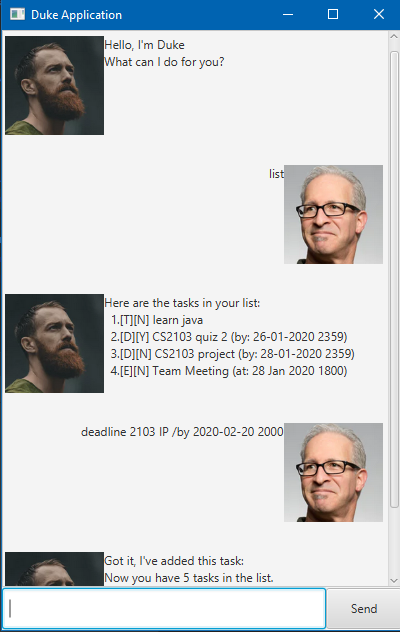 Duke Application
Hello, I'm Duke
What can I do for you?
list
Here are the tasks in your list:
1.[T][N] learn java
2.[D][Y] CS2103 quiz 2 (by: 26-01-2020 2359)
3.[D][N] CS2103 project (by: 28-01-2020 2359)
4.[E][N] Team Meeting (at: 28 Jan 2020 1800)
deadline 2103 IP /by 2020-02-20 2000
Got it, I've added this task:
Now you have 5 tasks in the list.
Send